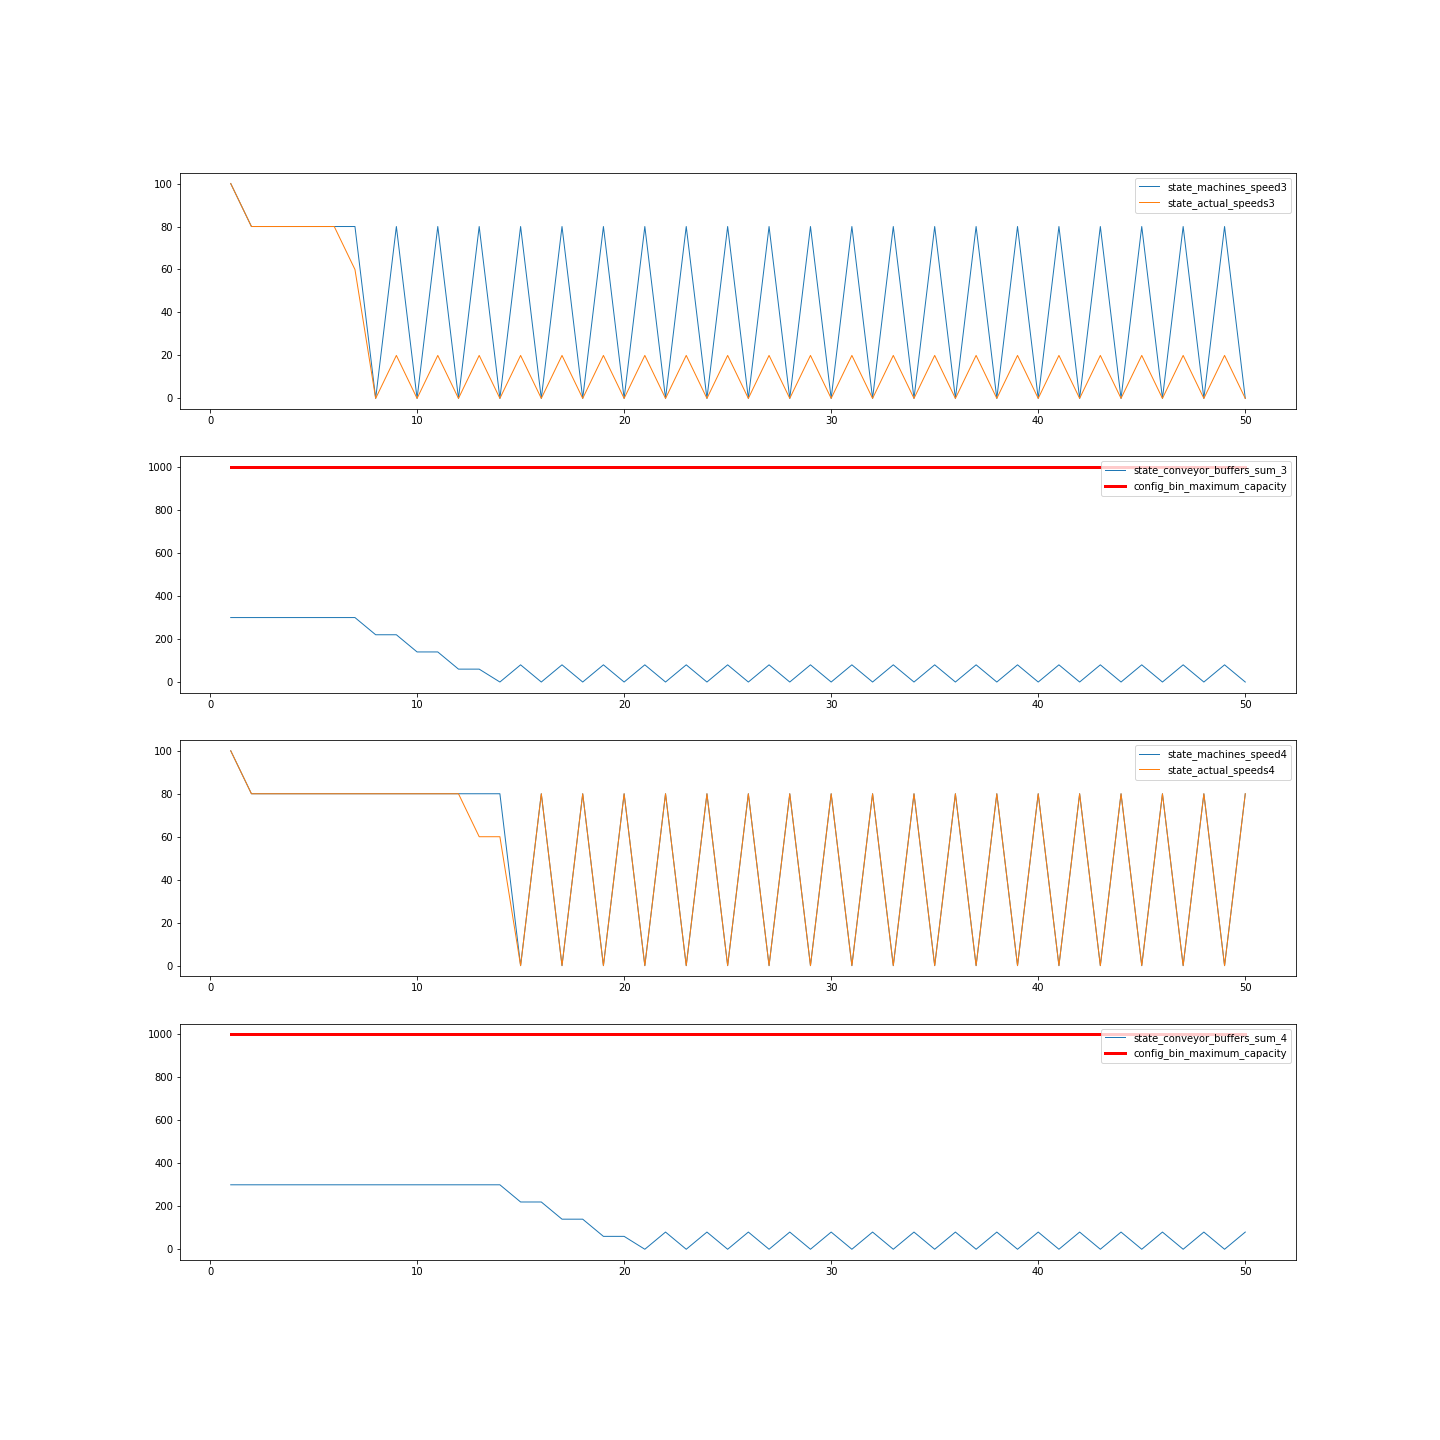 state_machines_speed3
state_actual_speeds3
100
80
60
40
20
0
0 10 20 30 40 50
state_conveyor_buffers_sum_3
config_bin_maximum_capacity
1000
800
600
400
200
0
0 10 20 30 40 50
state_machines_speed4
state_actual_speeds4
100
80
60
40
20
0
0 10 20 30 40 50
state_conveyor_buffers_sum_4
config_bin_maximum_capacity
1000
800
600
400
200
0
0 10 20 30 40 50